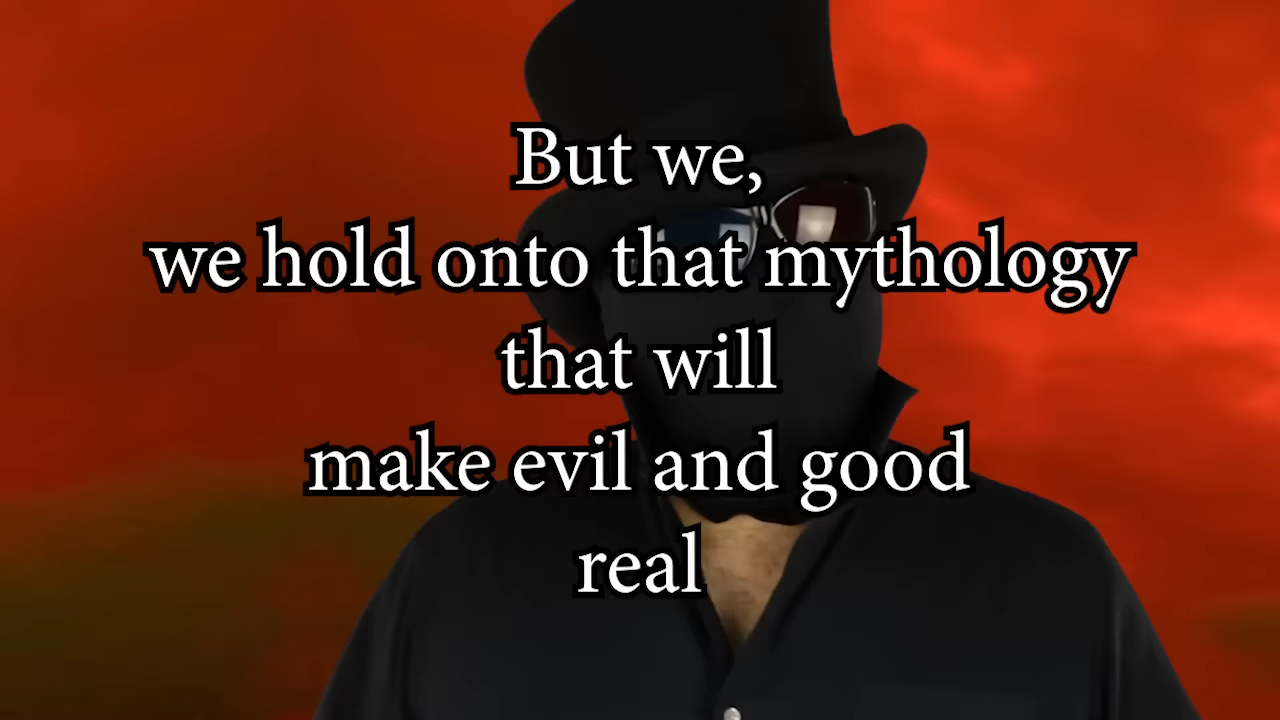 But we,
we hold onto that mythology
that will
make evil and good
real